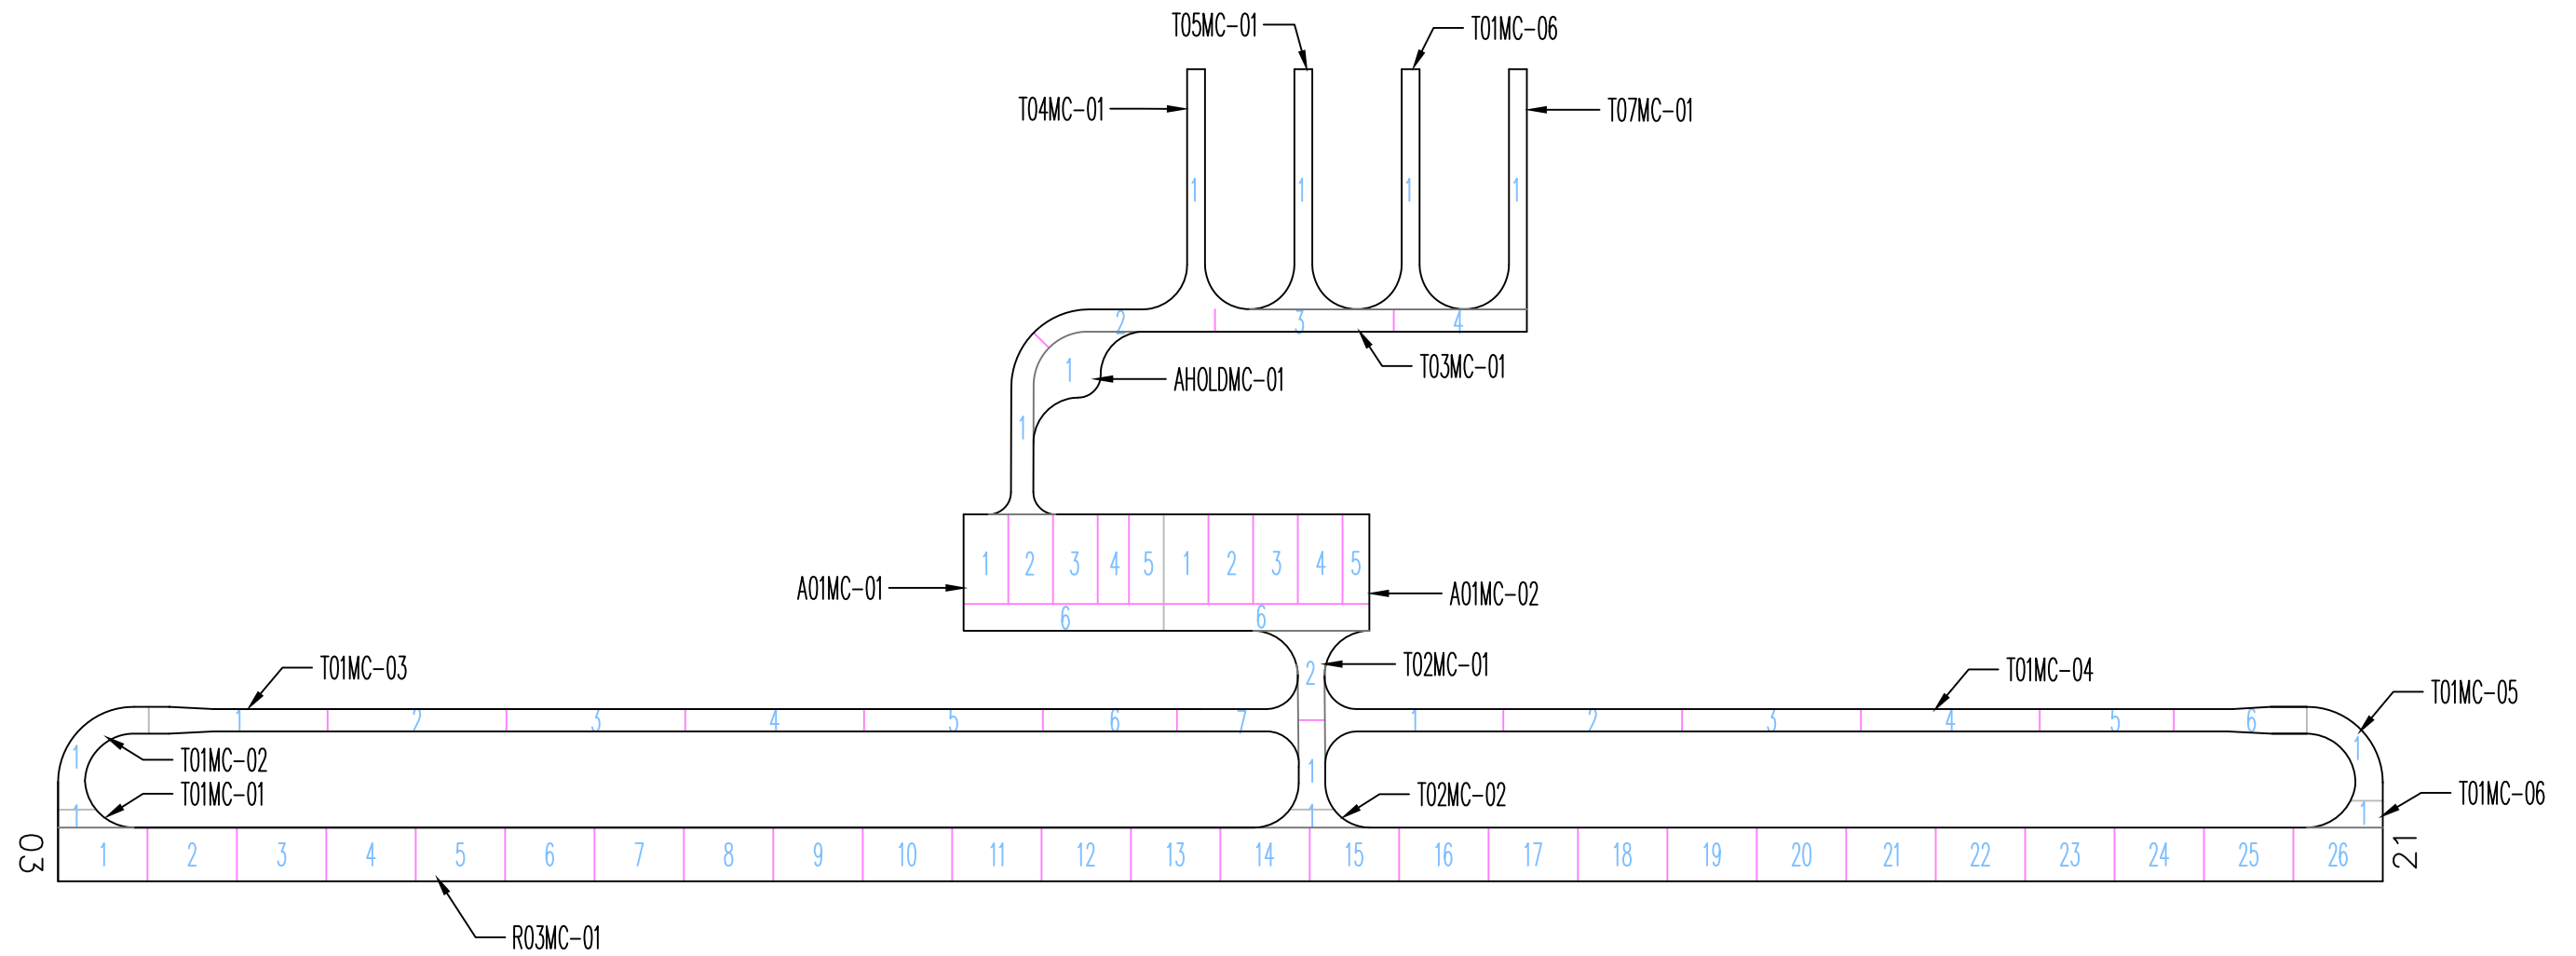 T05MC-01
T01MC-06
T04MC-01
T07MC-01
1 1 1 1
2 3 4
1
T03MC-01
AHOLDMC-01
1
1 2 3 4 5 1 2 3 4 5
A01MC-01
A01MC-02
6 6
T01MC-03
2
T02MC-01
T01MC-04
T01MC-05
1 2 3 4 5 6 7 1 2 3 4 5 6
1
T01MC-02
1
1
T01MC-01
T02MC-02
T01MC-06
1
1
1
03
1 2 3 4 5 6 7 8 9 10 11 12 13 14 15 16 17 18 19 20 21 22 23 24 25 26
21
R03MC-01